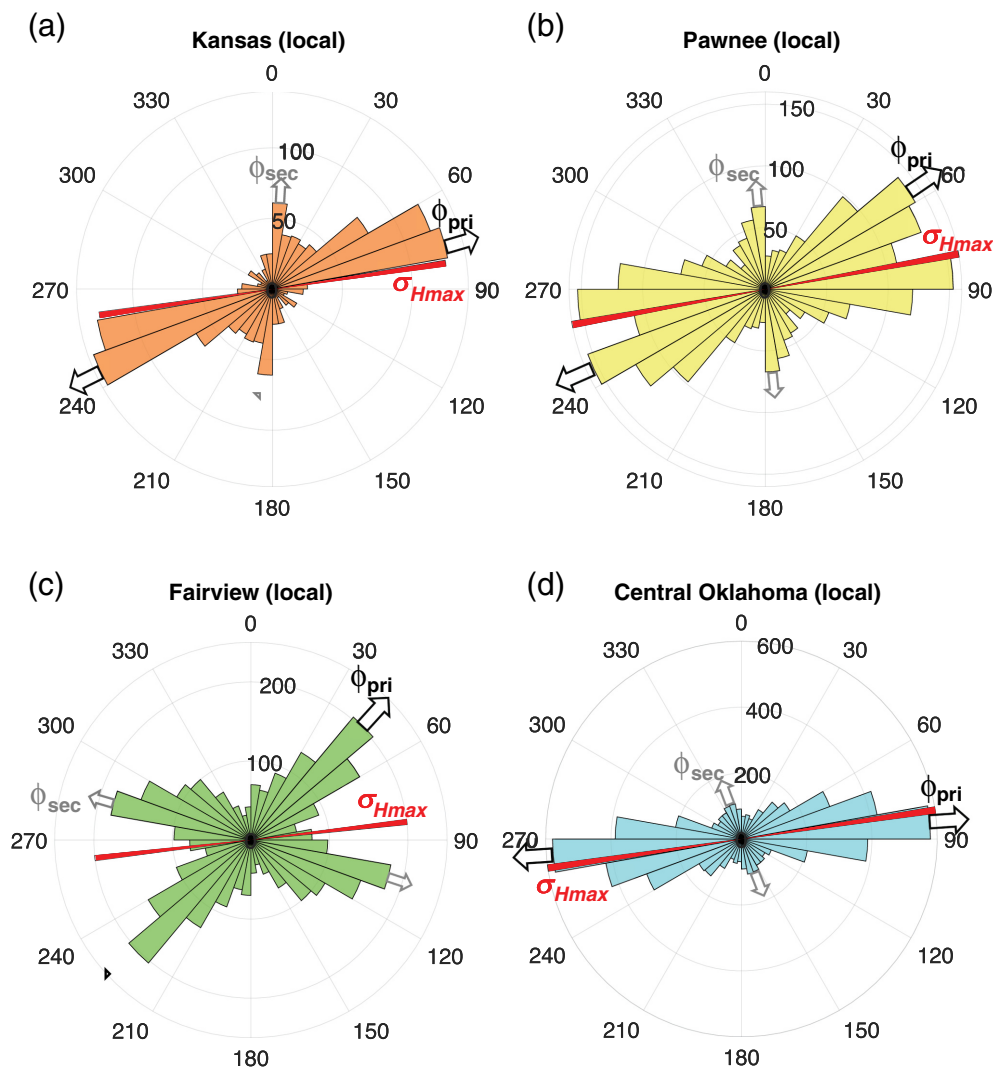 (a)
Kansas (local)
0
330 30
300 60
270 90
240 120
210 150
180
100
50
ϕsec
ϕpri
σHmax
(b)
Pawnee (local)
0
330 30
300 60
270 90
240 120
210 150
180
150
100
50
ϕsec
ϕpri
σHmax
(c)
Fairview (local)
0
330 30
300 60
270 90
240 120
210 150
180
200
100
ϕpri
ϕsec
σHmax
(d)
Central Oklahoma (local)
0
330 30
300 60
270 90
240 120
210 150
180
600
400
200
ϕsec
ϕpri
σHmax